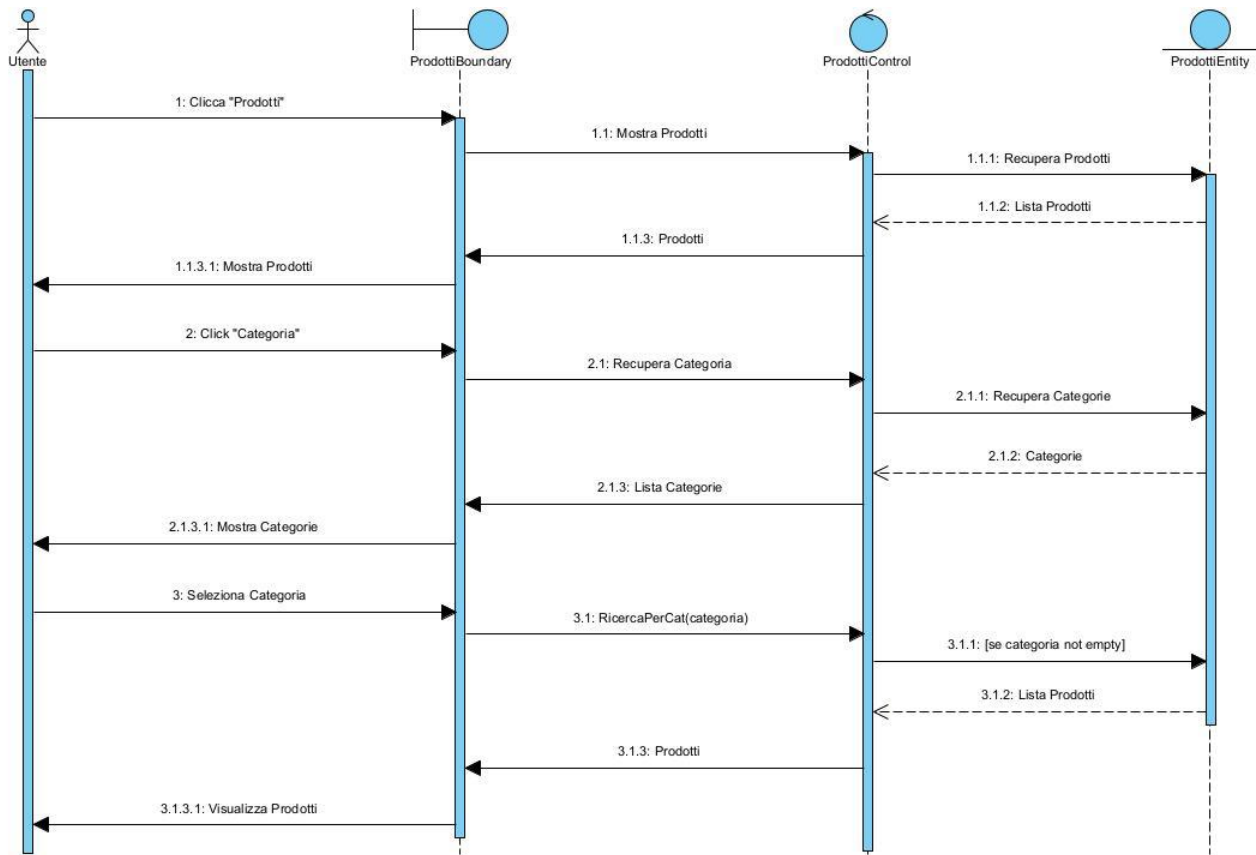 Utente
ProdottiBoundary
ProdottiControl
ProdottiEntity
1: Clicca "Prodotti"
1.1: Mostra Prodotti
1.1.1: Recupera Prodotti
1.1.2: Lista Prodotti
1.1.3: Prodotti
1.1.3.1: Mostra Prodotti
2: Click "Categoria"
2.1: Recupera Categoria
2.1.1: Recupera Categorie
2.1.2: Categorie
2.1.3: Lista Categorie
2.1.3.1: Mostra Categorie
3: Seleziona Categoria
3.1: RicercaPerCat(categoria)
3.1.1: [se categoria not empty]
3.1.2: Lista Prodotti
3.1.3: Prodotti
3.1.3.1: Visualizza Prodotti